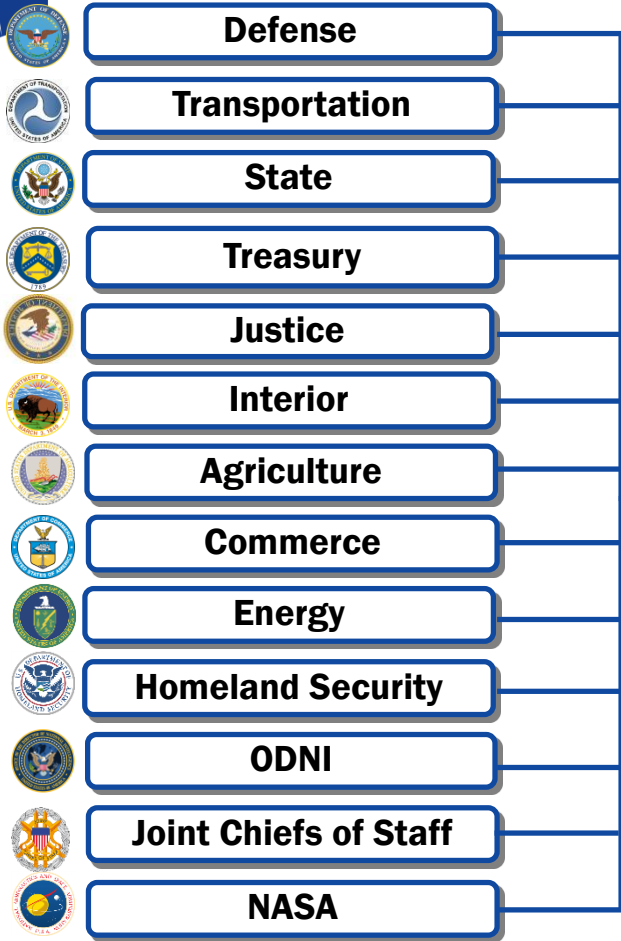 Defense
Transportation
State
Treasury
Justice
Interior
Agriculture
Commerce
Energy
Homeland Security
ODNI
Joint Chiefs of Staff
NASA